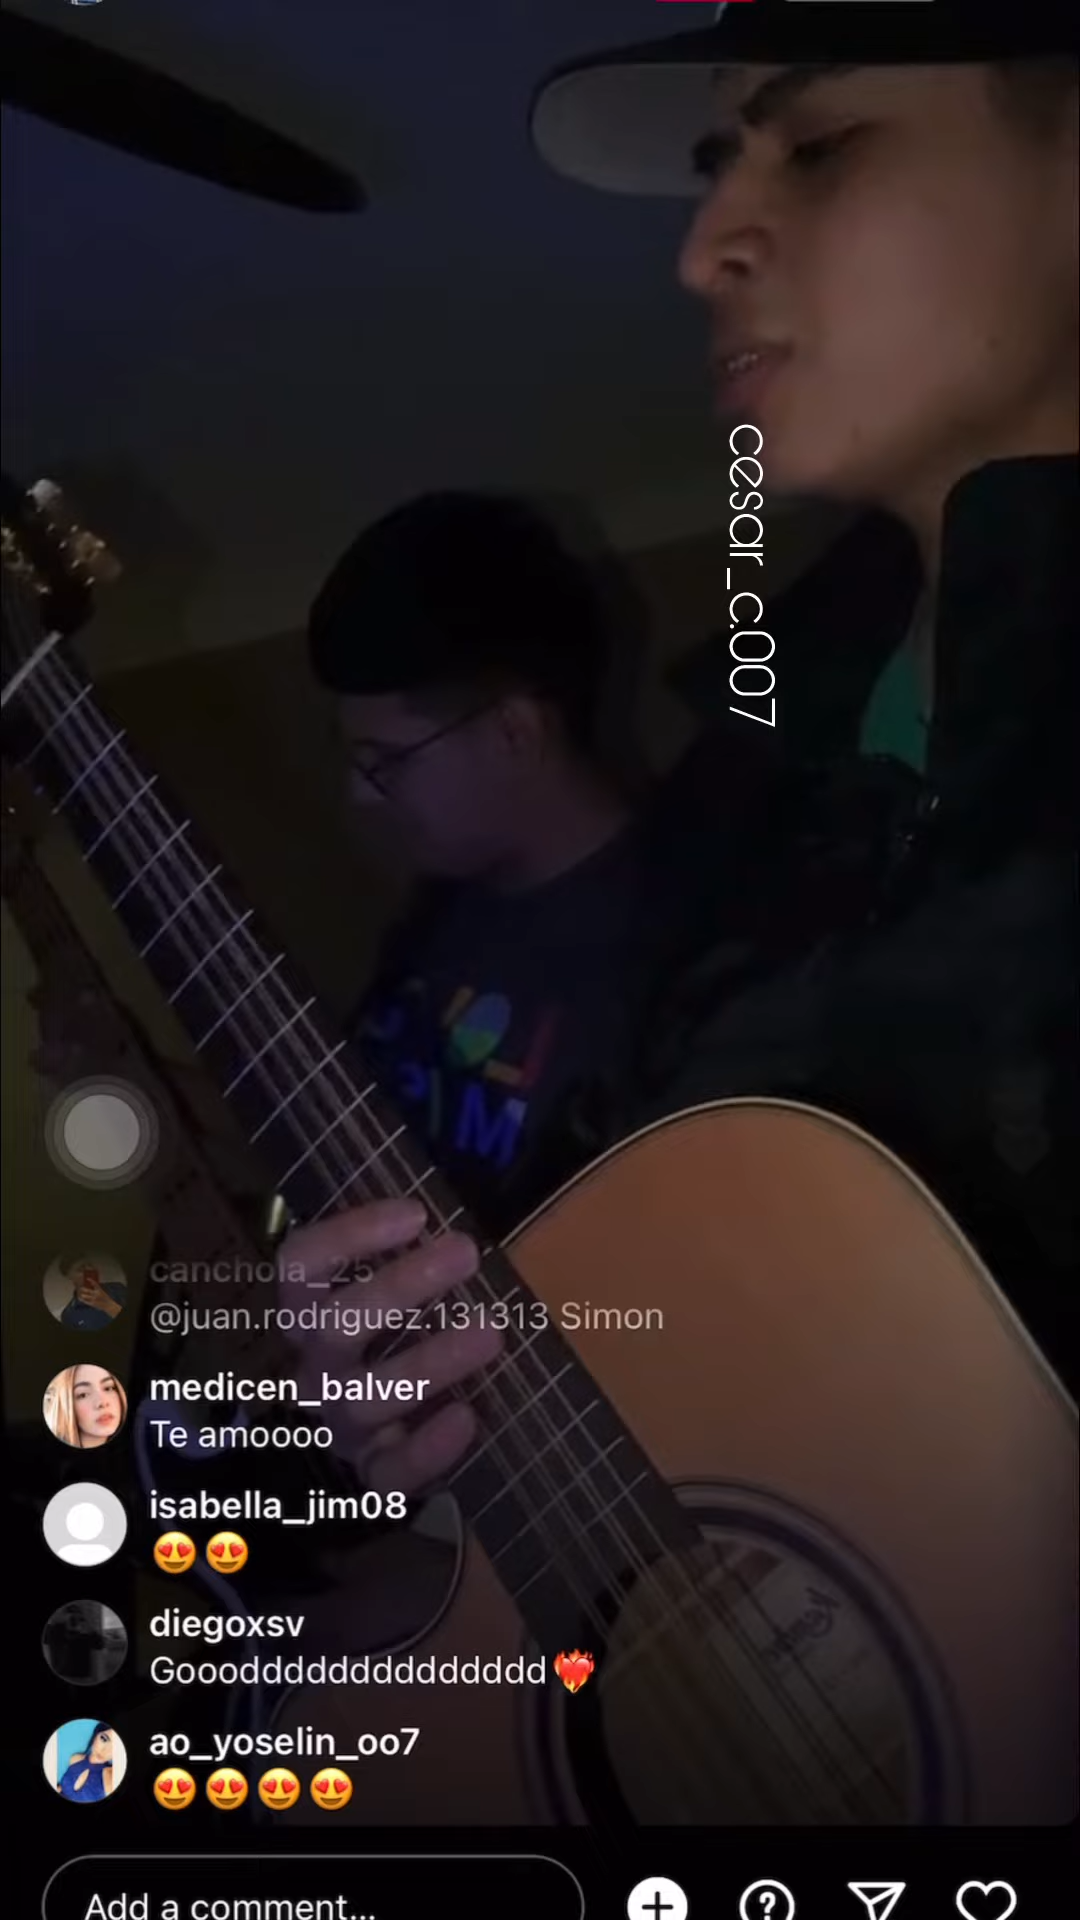 cesar_c.007
canchola_25
@juan.rodriguez.131313 Simon
medicen_balver
Te amoooo
isabella_jim08
😍😍
diegoxsv
Gooodddddddddddddd❤️‍🔥
ao_yoselin_oo7
😍😍😍😍
Add a comment...